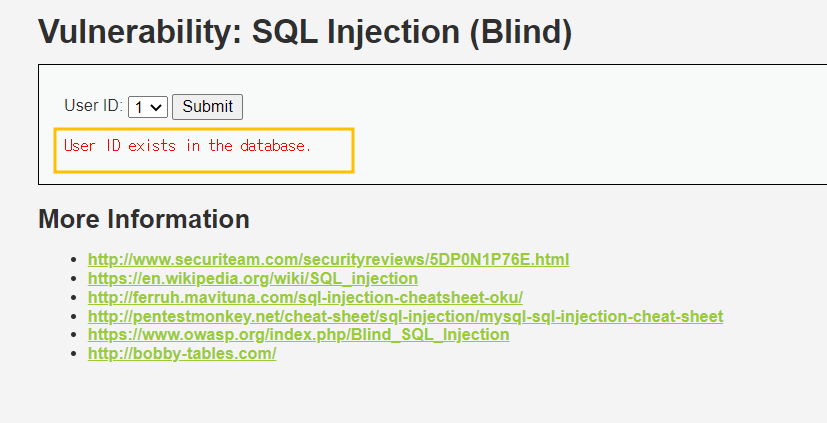 Vulnerability: SQL Injection (Blind)
User ID: 1 Submit
User ID exists in the database.
More Information
http://www.securiteam.com/securityreviews/5DP0N1P76E.html
https://en.wikipedia.org/wiki/SQL_injection
http://ferruh.mavituna.com/sql-injection-cheatsheet-oku/
http://pentestmonkey.net/cheat-sheet/sql-injection/mysql-sql-injection-cheat-sheet
https://www.owasp.org/index.php/Blind_SQL_Injection
http://bobby-tables.com/